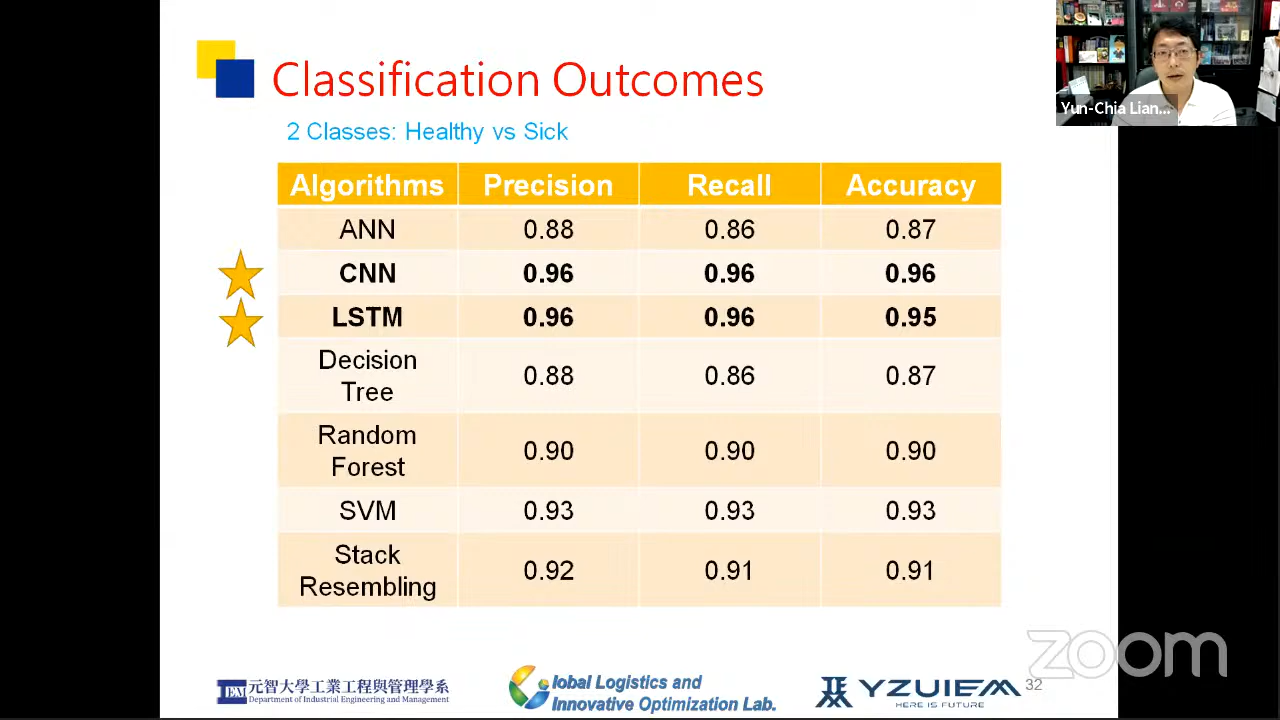 Classification Outcomes
Yun-Chia Lian...
2 Classes: Healthy vs Sick
Algorithms Precision Recall Accuracy
ANN 0.88 0.86 0.87
CNN 0.96 0.96 0.96
LSTM 0.96 0.96 0.95
Decision
Tree 0.88 0.86 0.87
Random
Forest 0.90 0.90 0.90
SVM 0.93 0.93 0.93
Stack
Resembling 0.92 0.91 0.91
zoom
IEM 元智大學工業工程與管理學系
Department of Industrial Engineering and Management
Global Logistics and
Innovative Optimization Lab.
YZUIEM
HERE IS FUTURE
32